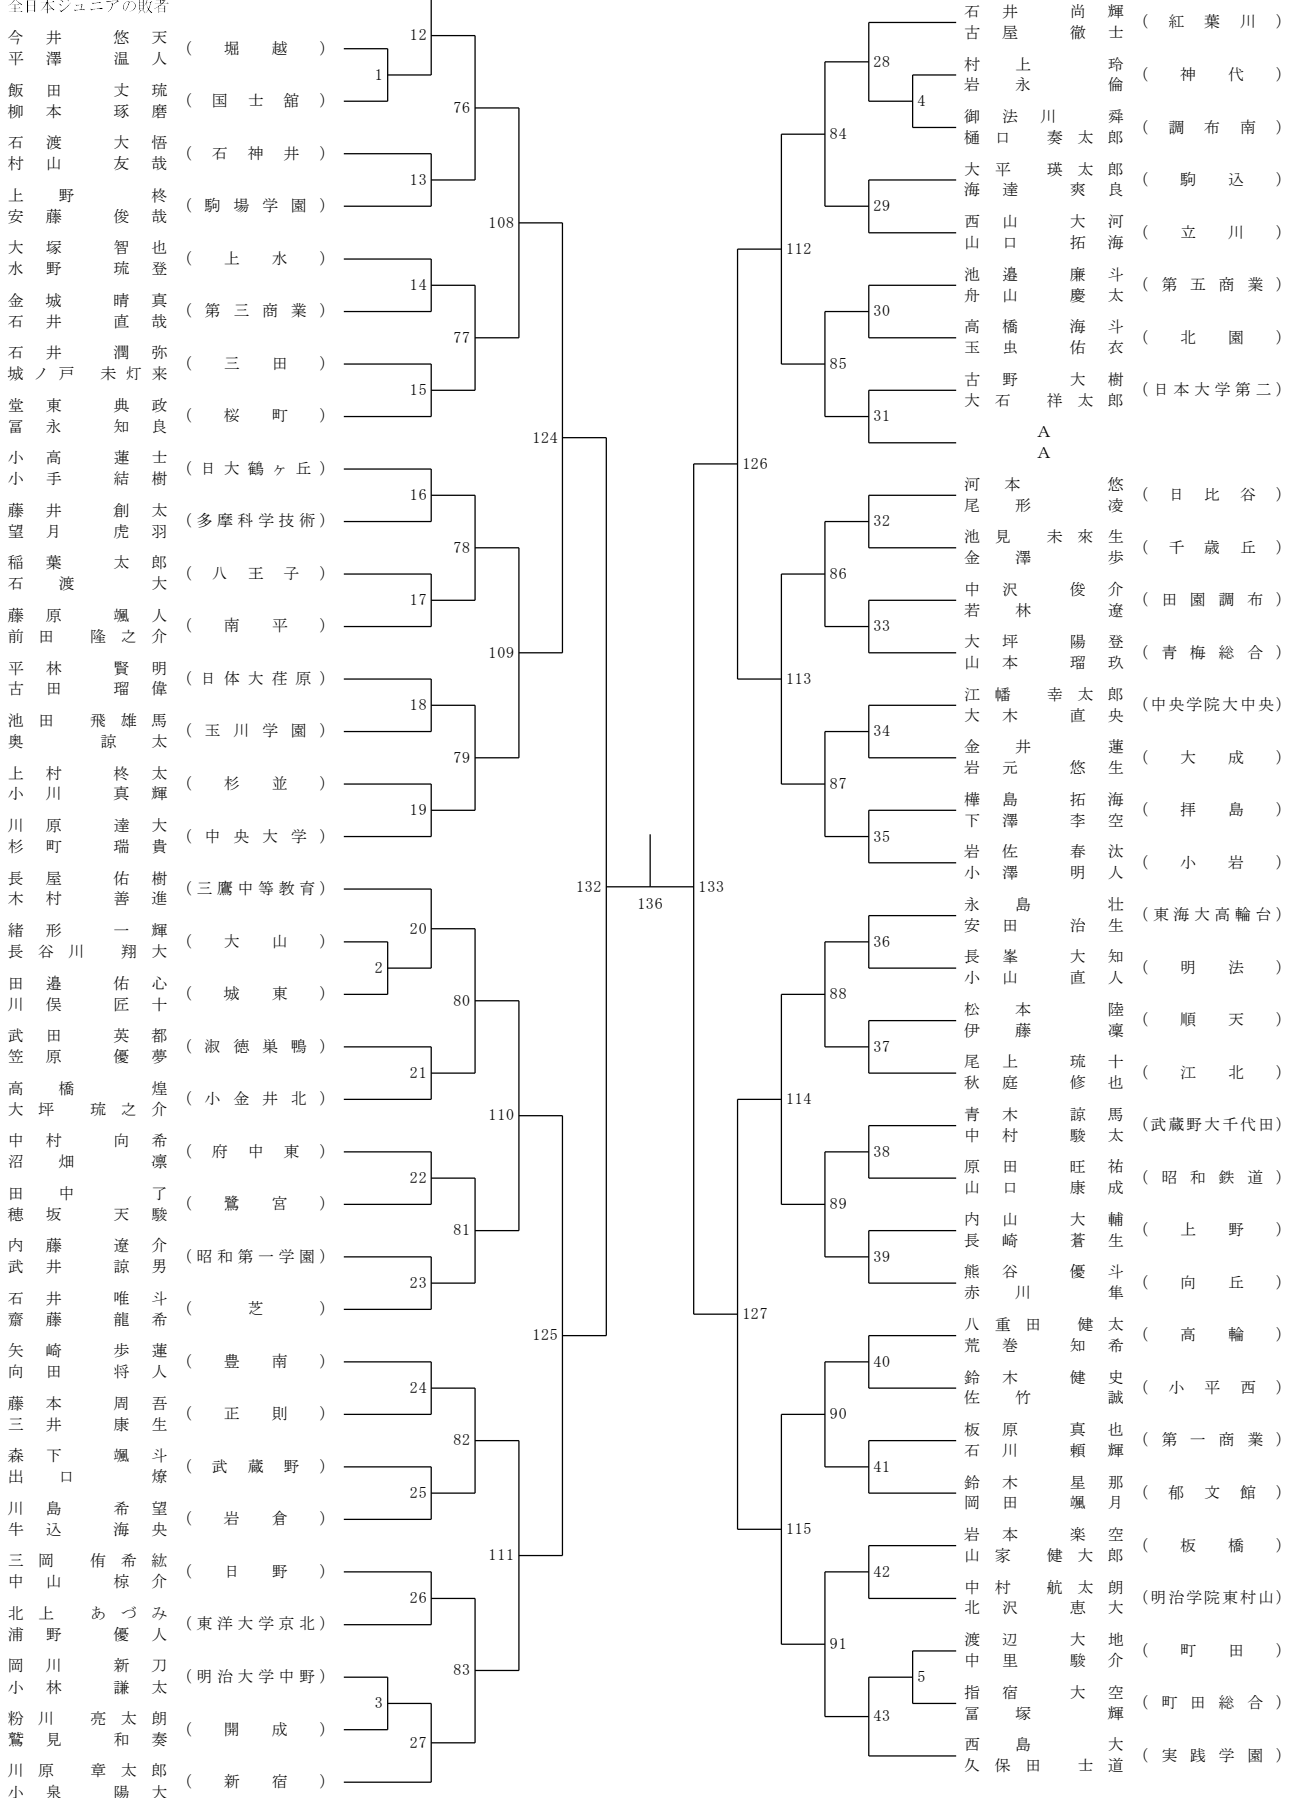 全日本ジュニアの敗者
今井 悠天
平澤 温人
(堀越)
飯田 丈琉
柳本 琢磨
(国士舘)
石渡 大悟
村山 友哉
(石神井)
上野 柊
安藤 俊哉
(駒場学園)
大塚 智也
水野 琉登
(上水)
金城 晴真
石井 直哉
(第三商業)
石井 潤弥
城ノ戸 未灯来
(三田)
堂東 典政
冨永 知良
(桜町)
小高 蓮士
小手 結樹
(日大鶴ヶ丘)
藤井 創太
望月 虎羽
(多摩科学技術)
稲葉 太郎
石渡 大
(八王子)
藤原 颯人
前田 隆之介
(南平)
平林 賢明
古田 瑠偉
(日体大荏原)
池田 飛雄馬
奥 諒太
(玉川学園)
上村 柊太
小川 真輝
(杉並)
川原 達大
杉町 瑞貴
(中央大学)
長屋 佑樹
木村 善進
(三鷹中等教育)
緒形 一輝
長谷川 翔大
(大山)
田邉 佑心
川俣 匠十
(城東)
武田 英都
笠原 優夢
(淑徳巣鴨)
高橋 煌
大坪 琉之介
(小金井北)
中村 向希
沼畑 凛
(府中東)
田中 了
穂坂 天駿
(鷺宮)
内藤 遼介
武井 諒男
(昭和第一学園)
石井 唯斗
齋藤 龍希
(芝)
矢崎 歩蓮
向田 将人
(豊南)
藤本 周吾
三井 康生
(正則)
森下 颯斗
出口 燎
(武蔵野)
川島 希望
牛込 海央
(岩倉)
三岡 侑希紘
中山 椋介
(日野)
北上 あづみ
浦野 優人
(東洋大学京北)
岡川 新刀
小林 謙太
(明治大学中野)
粉川 亮太朗
鷲見 和奏
(開成)
川原 章太郎
小泉 陽大
(新宿)
1
2
3
12
13
14
15
16
17
18
19
20
21
22
23
24
25
26
27
76
77
78
79
80
81
82
83
108
109
110
111
124
125
132
136
133
126
127
112
113
114
115
84
85
86
87
88
89
90
91
28
29
30
31
32
33
34
35
36
37
38
39
40
41
42
43
4
5
石井 尚輝
古屋 徹士
(紅葉川)
村上 玲
岩永 倫
(神代)
御法川 舜
樋口 奏太郎
(調布南)
大平 瑛太郎
海達 爽良
(駒込)
西山 大河
山口 拓海
(立川)
池邉 廉斗
舟山 慶太
(第五商業)
高橋 海斗
玉虫 佑衣
(北園)
古野 大樹
大石 祥太郎
(日本大学第二)
A
A
河本 悠
尾形 凌
(日比谷)
池見 未來生
金澤 歩
(千歳丘)
中沢 俊介
若林 遼
(田園調布)
大坪 陽登
山本 瑠玖
(青梅総合)
江幡 幸太郎
大木 直央
(中央学院大中央)
金井 蓮
岩元 悠生
(大成)
樺島 拓海
下澤 李空
(拝島)
岩佐 春汰
小澤 明人
(小岩)
永島 壮
安田 治生
(東海大高輪台)
長峯 大知
小山 直人
(明法)
松本 陸
伊藤 凜
(順天)
尾上 琉十
秋庭 修也
(江北)
青木 諒馬
中村 駿太
(武蔵野大千代田)
原田 旺祐
山口 康成
(昭和鉄道)
内山 大輔
長崎 蒼生
(上野)
熊谷 優斗
赤川 隼
(向丘)
八重田 健太
荒巻 知希
(高輪)
鈴木 健史
佐竹 誠
(小平西)
板原 真也
石川 頼輝
(第一商業)
鈴木 星那
岡田 颯月
(郁文館)
岩本 楽空
山家 健大郎
(板橋)
中村 航太朗
北沢 恵大
(明治学院東村山)
渡辺 大地
中里 駿介
(町田)
指宿 大空
冨塚 輝
(町田総合)
西島 大
久保田 士道
(実践学園)